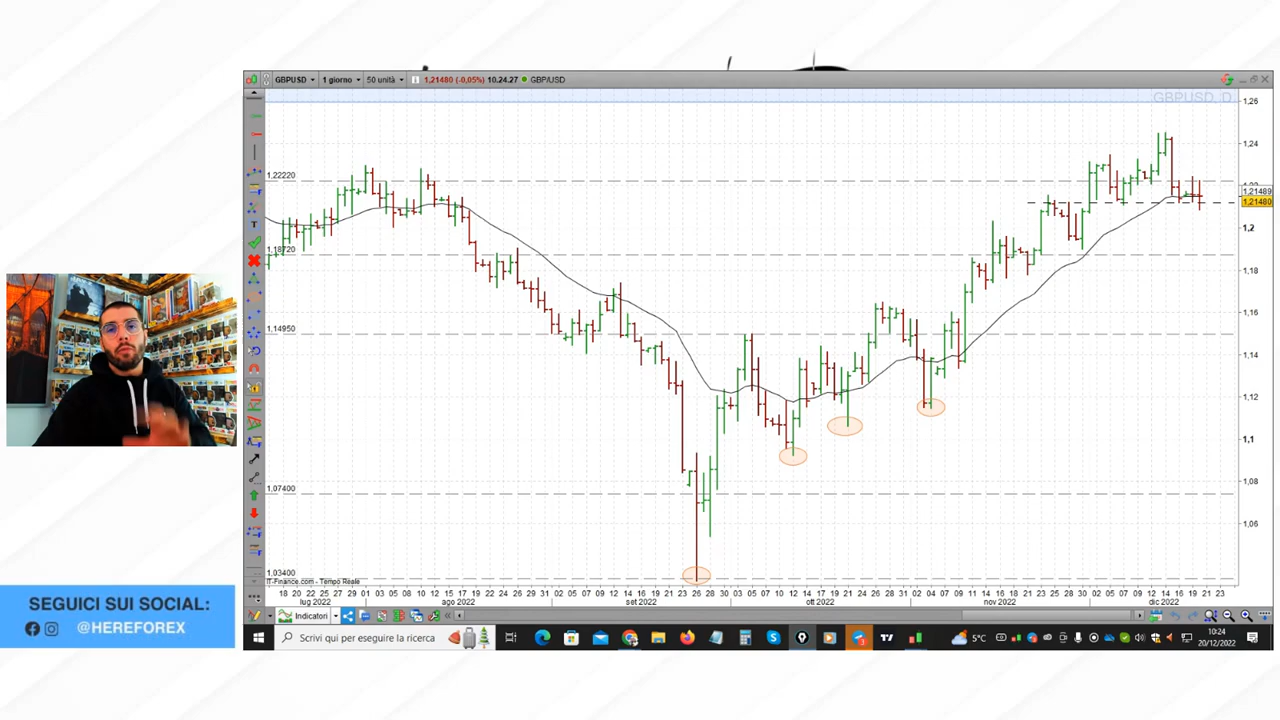 GBPUSD 1 giorno 50 unità 1,21480 (-0,05%) 10.24.27 GBP/USD
GBPUSD, D
1,26
1,24
1,22220
1,21489
1,21480
1,2
1,18720
1,18
1,16
1,14950
1,14
1,12
1,1
1,07400
1,08
1,06
1,03400
IT-Finance.com - Tempo Reale
lug 2022 ago 2022 set 2022 ott 2022 nov 2022 dic 2022
Indicatori
SEGUICI SUI SOCIAL:
@HEREFOREX
Scrivi qui per eseguire la ricerca
5°C
10:24
20/12/2022